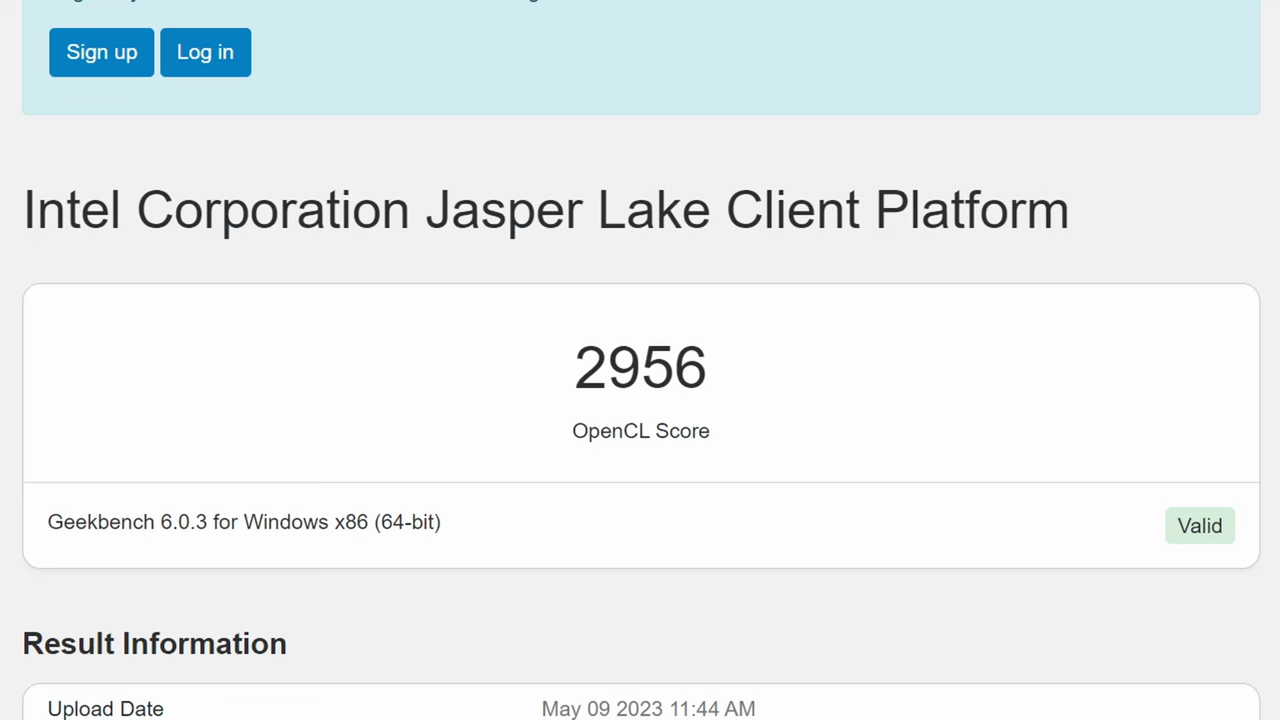 Sign up Log in
Intel Corporation Jasper Lake Client Platform
2956
OpenCL Score
Geekbench 6.0.3 for Windows x86 (64-bit)
Valid
Result Information
Upload Date May 09 2023 11:44 AM